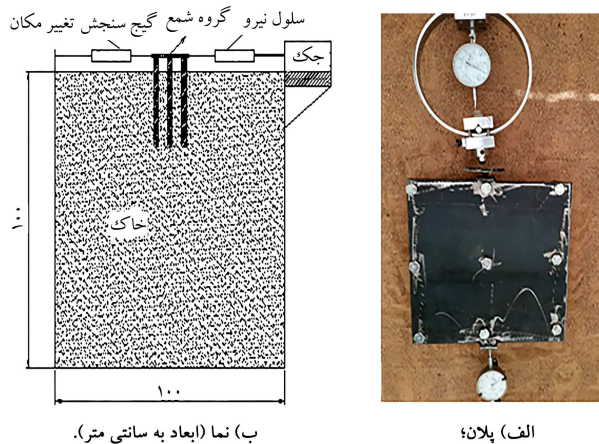 سلول نیرو گروه شمع گیج سنجش تغییر مکان
جک
خاک
۱۰۰
۱۰۰
الف) پلان؛
ب) نما (ابعاد به سانتی متر).